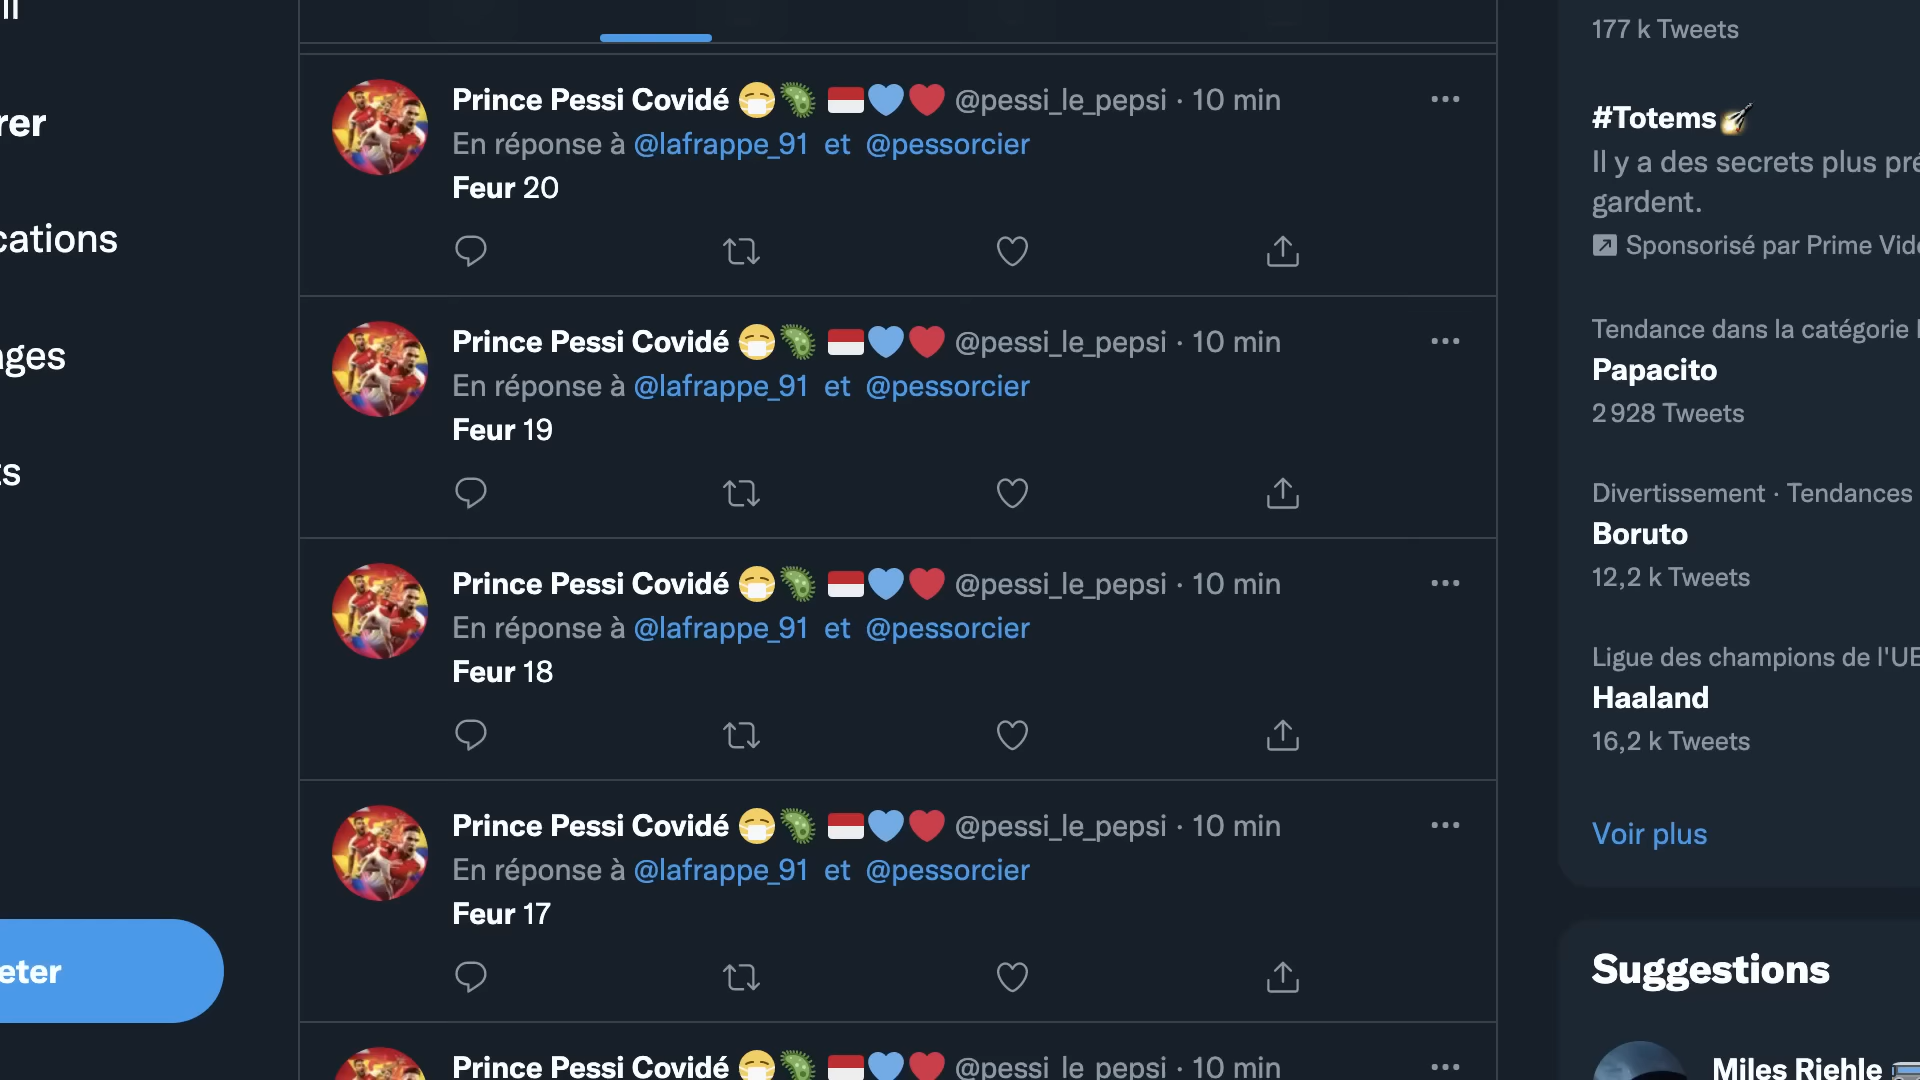 rer
cations
ges
ts
eter
Prince Pessi Covidé 😷🦠 🇮🇩💙❤️ @pessi_le_pepsi · 10 min
En réponse à @lafrappe_91 et @pessorcier
Feur 20
Prince Pessi Covidé 😷🦠 🇮🇩💙❤️ @pessi_le_pepsi · 10 min
En réponse à @lafrappe_91 et @pessorcier
Feur 19
Prince Pessi Covidé 😷🦠 🇮🇩💙❤️ @pessi_le_pepsi · 10 min
En réponse à @lafrappe_91 et @pessorcier
Feur 18
Prince Pessi Covidé 😷🦠 🇮🇩💙❤️ @pessi_le_pepsi · 10 min
En réponse à @lafrappe_91 et @pessorcier
Feur 17
Prince Pessi Covidé 😷🦠 🇮🇩💙❤️ @pessi_le_pepsi · 10 min
177 k Tweets
#Totems
Il y a des secrets plus pré
gardent.
Sponsorisé par Prime Vid
Tendance dans la catégorie
Papacito
2 928 Tweets
Divertissement · Tendances
Boruto
12,2 k Tweets
Ligue des champions de l'UE
Haaland
16,2 k Tweets
Voir plus
Suggestions
Miles Riehle